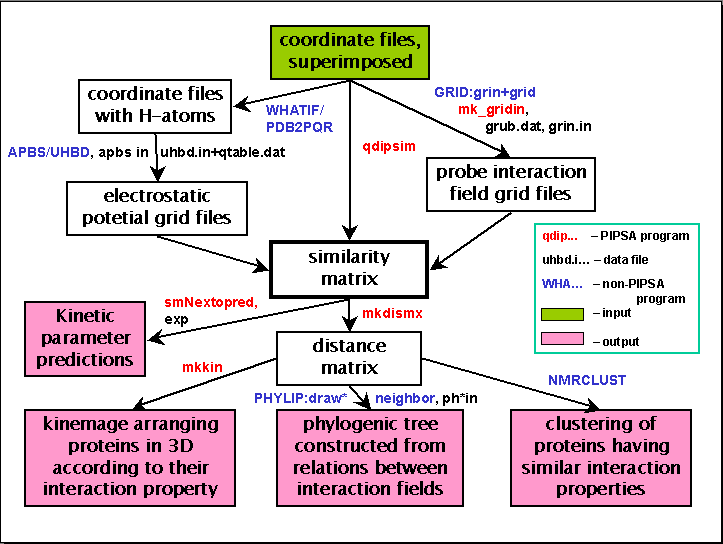 coordinate files,
superimposed
coordinate files
with H-atoms
WHATIF/
PDB2PQR
GRID:grin+grid
mk_gridin,
grub.dat, grin.in
qdipsim
APBS/UHBD, apbs in uhbd.in+qtable.dat
electrostatic
potetial grid files
probe interaction
field grid files
similarity
matrix
qdip... – PIPSA program
uhbd.i... – data file
WHA... – non-PIPSA
program
– input
– output
smNextopred,
exp
mkdismx
Kinetic
parameter
predictions
distance
matrix
mkkin
PHYLIP:draw* neighbor, ph*in
NMRCLUST
kinemage arranging
proteins in 3D
according to their
interaction property
phylogenic tree
constructed from
relations between
interaction fields
clustering of
proteins having
similar interaction
properties